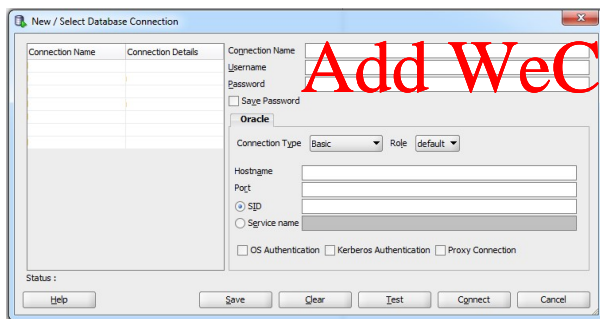 New / Select Database Connection
Connection Name Connection Details
Connection Name
Username
Password
Add WeC
Save Password
Oracle
Connection Type Basic Role default
Hostname
Port
SID
Service name
OS Authentication Kerberos Authentication Proxy Connection
Status :
Help Save Clear Test Connect Cancel